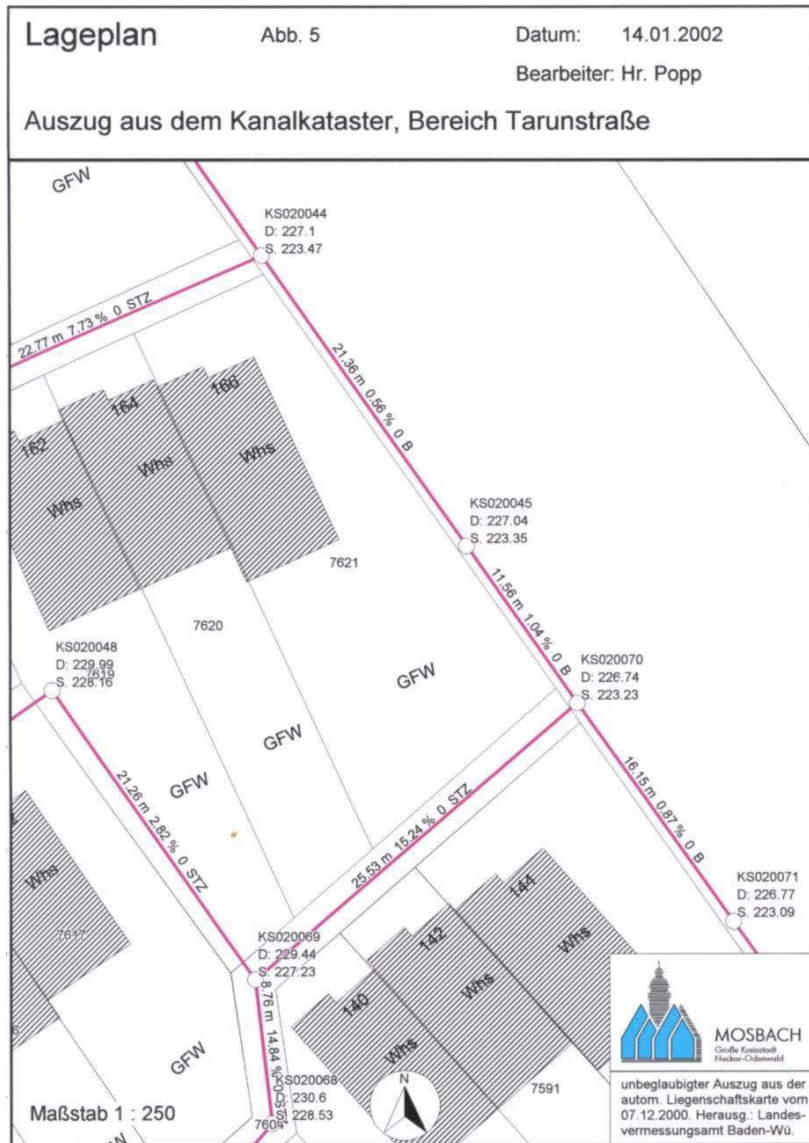 Lageplan
Abb. 5
Datum: 14.01.2002
Bearbeiter: Hr. Popp
Auszug aus dem Kanalkataster, Bereich Tarunstraße
GFW
KS020044
D: 227.1
S. 223.47
22.77 m 7.73 % 0 STZ
21.36 m 0.56 % 0 B
166
164
162
Whs
Whs
Whs
KS020045
D: 227.04
S. 223.35
7621
11.56 m 1.04 % 0 B
7620
KS020048
D: 229.99
7619
S. 228.16
KS020070
D: 226.74
S. 223.23
GFW
GFW
GFW
21.26 m 2.82 % 0 STZ
16.15 m 0.87 % 0 B
25.53 m 15.24 % 0 STZ
Whs
7617
KS020071
D: 226.77
S. 223.09
144
142
140
Whs
Whs
Whs
KS020069
D: 229.44
S: 227.23
8.76 m 14.84 % 0
GFW
KS020068
D: 230.6
S: 228.53
7604
7591
N
MOSBACH
Große Kreisstadt
Neckar-Odenwald
unbeglaubigter Auszug aus der
autom. Liegenschaftskarte vom
07.12.2000. Herausg.: Landes-
vermessungsamt Baden-Wü.
Maßstab 1 : 250